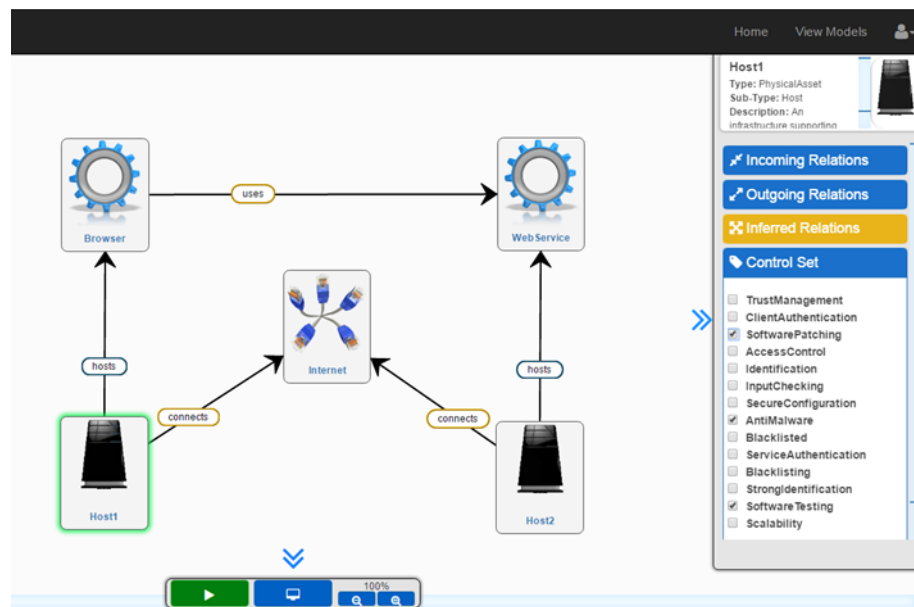 Home View Models
Host1
Type: PhysicalAsset
Sub-Type: Host
Description: An
infrastructure supporting
Incoming Relations
Outgoing Relations
Inferred Relations
Control Set
TrustManagement
ClientAuthentication
SoftwarePatching
AccessControl
Identification
InputChecking
SecureConfiguration
AntiMalware
Blacklisted
ServiceAuthentication
Blacklisting
StrongIdentification
SoftwareTesting
Scalability
Browser
uses
WebService
Internet
hosts
hosts
connects
connects
Host1
Host2
100%